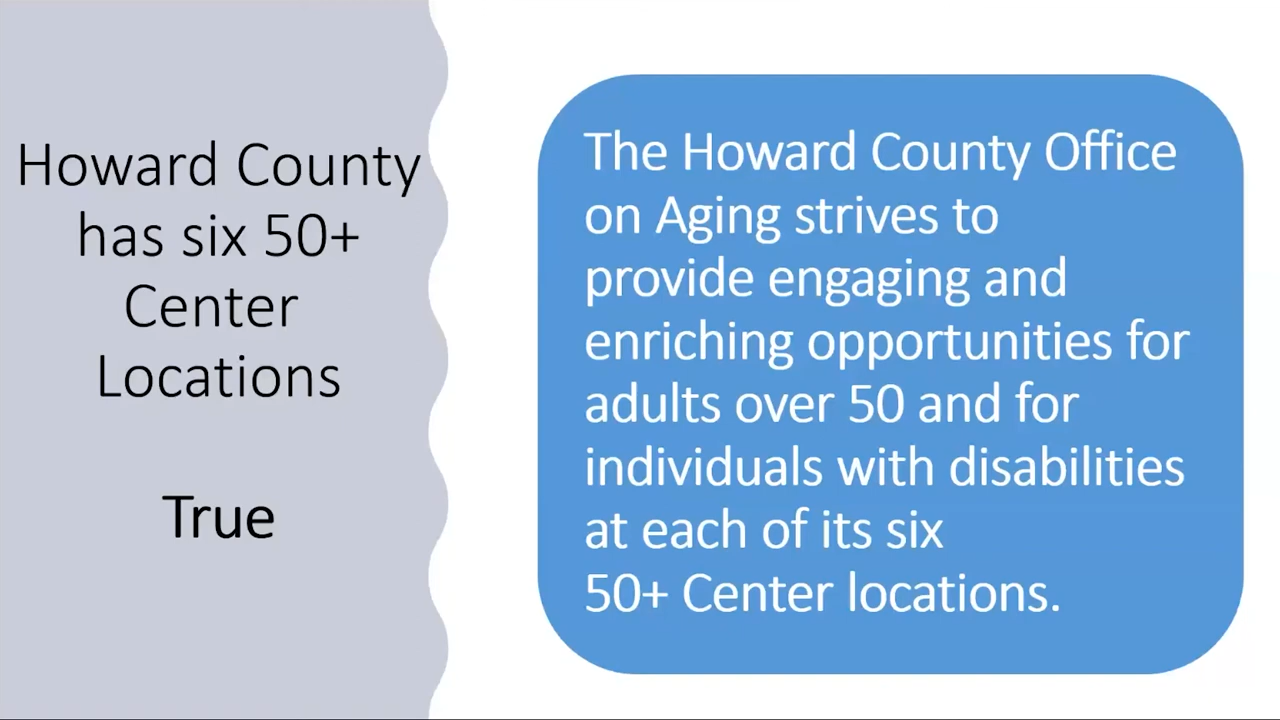 Howard County
has six 50+
Center
Locations
True
The Howard County Office
on Aging strives to
provide engaging and
enriching opportunities for
adults over 50 and for
individuals with disabilities
at each of its six
50+ Center locations.